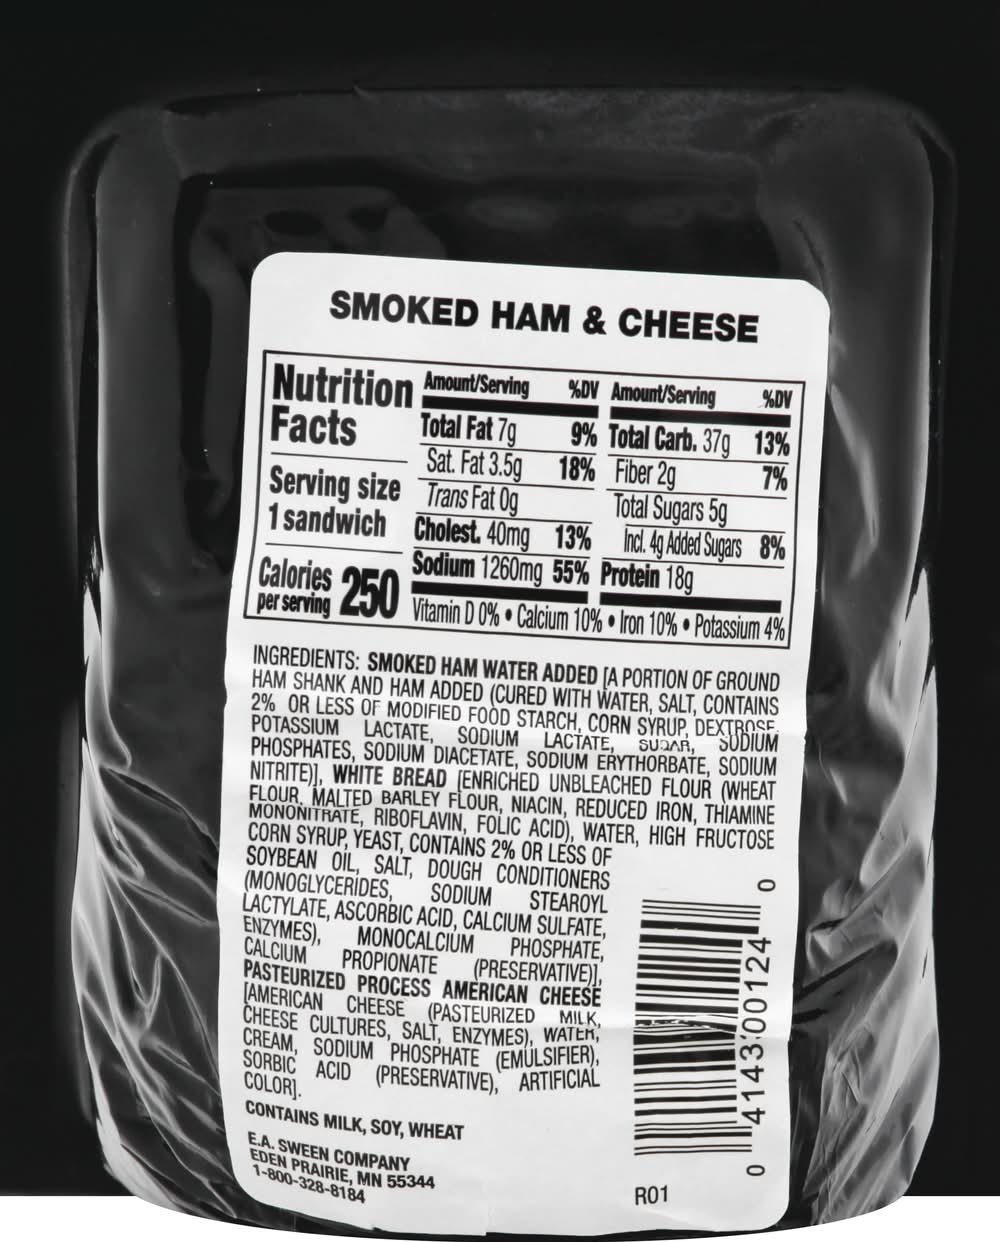 SMOKED HAM & CHEESE
Nutrition
Facts
Serving size
1 sandwich
Calories
per serving 250
Amount/Serving %DV
Total Fat 7g 9%
Sat. Fat 3.5g 18%
Trans Fat 0g
Cholest. 40mg 13%
Sodium 1260mg 55%
Amount/Serving %DV
Total Carb. 37g 13%
Fiber 2g 7%
Total Sugars 5g
Incl. 4g Added Sugars 8%
Protein 18g
Vitamin D 0% • Calcium 10% • Iron 10% • Potassium 4%
INGREDIENTS: SMOKED HAM WATER ADDED [A PORTION OF GROUND
HAM SHANK AND HAM ADDED (CURED WITH WATER, SALT, CONTAINS
2% OR LESS OF MODIFIED FOOD STARCH, CORN SYRUP, DEXTROSE,
POTASSIUM LACTATE, SODIUM LACTATE, SUGAR, SODIUM
PHOSPHATES, SODIUM DIACETATE, SODIUM ERYTHORBATE, SODIUM
NITRITE)], WHITE BREAD [ENRICHED UNBLEACHED FLOUR (WHEAT
FLOUR, MALTED BARLEY FLOUR, NIACIN, REDUCED IRON, THIAMINE
MONONITRATE, RIBOFLAVIN, FOLIC ACID), WATER, HIGH FRUCTOSE
CORN SYRUP, YEAST, CONTAINS 2% OR LESS OF
SOYBEAN OIL, SALT, DOUGH CONDITIONERS
(MONOGLYCERIDES, SODIUM STEAROYL
LACTYLATE, ASCORBIC ACID, CALCIUM SULFATE,
ENZYMES), MONOCALCIUM PHOSPHATE,
CALCIUM PROPIONATE (PRESERVATIVE)],
PASTEURIZED PROCESS AMERICAN CHEESE
[AMERICAN CHEESE (PASTEURIZED MILK,
CHEESE CULTURES, SALT, ENZYMES), WATER,
CREAM, SODIUM PHOSPHATE (EMULSIFIER),
SORBIC ACID (PRESERVATIVE), ARTIFICIAL
COLOR].
CONTAINS MILK, SOY, WHEAT
E.A. SWEEN COMPANY
EDEN PRAIRIE, MN 55344
1-800-328-8184
0 4143300124 0
R01